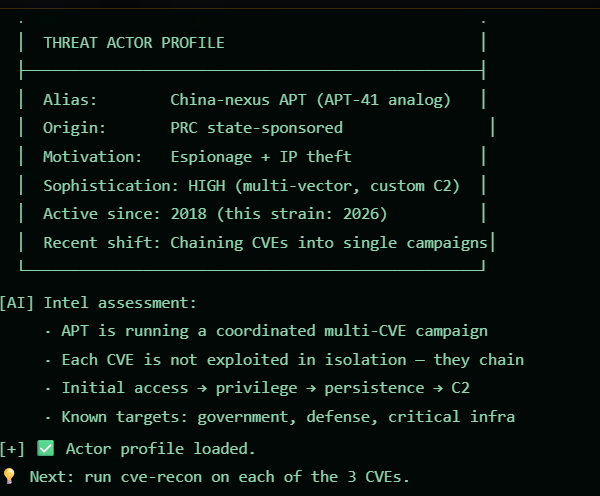 THREAT ACTOR PROFILE
Alias: China-nexus APT (APT-41 analog)
Origin: PRC state-sponsored
Motivation: Espionage + IP theft
Sophistication: HIGH (multi-vector, custom C2)
Active since: 2018 (this strain: 2026)
Recent shift: Chaining CVEs into single campaigns
[AI] Intel assessment:
· APT is running a coordinated multi-CVE campaign
· Each CVE is not exploited in isolation — they chain
· Initial access → privilege → persistence → C2
· Known targets: government, defense, critical infra
[+] ✅ Actor profile loaded.
💡 Next: run cve-recon on each of the 3 CVEs.